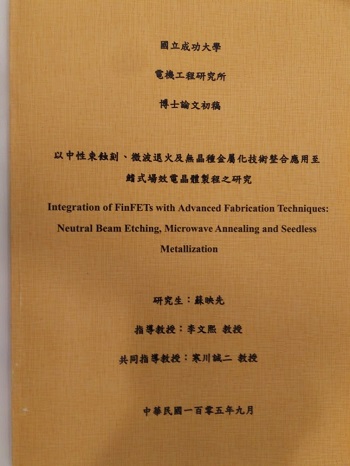 國立成功大學
電機工程研究所
博士論文初稿
以中性束蝕刻、微波退火及無晶種金屬化技術整合應用至
鰭式場效電晶體製程之研究
Integration of FinFETs with Advanced Fabrication Techniques:
Neutral Beam Etching, Microwave Annealing and Seedless
Metallization
研究生：蘇映先
指導教授：李文熙 教授
共同指導教授：寒川誠二 教授
中華民國一百零五年九月